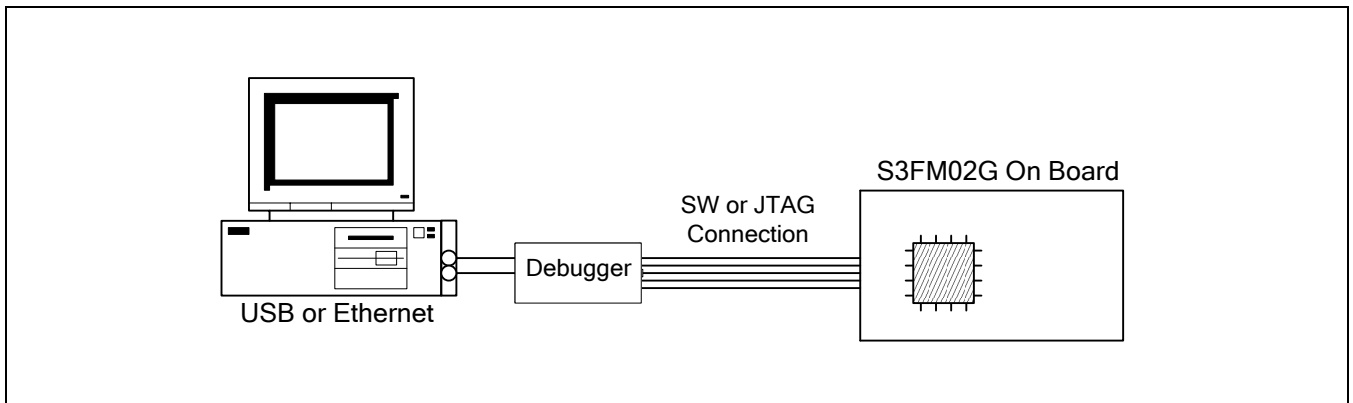 S3FM02G On Board
SW or JTAG
Connection
Debugger
USB or Ethernet